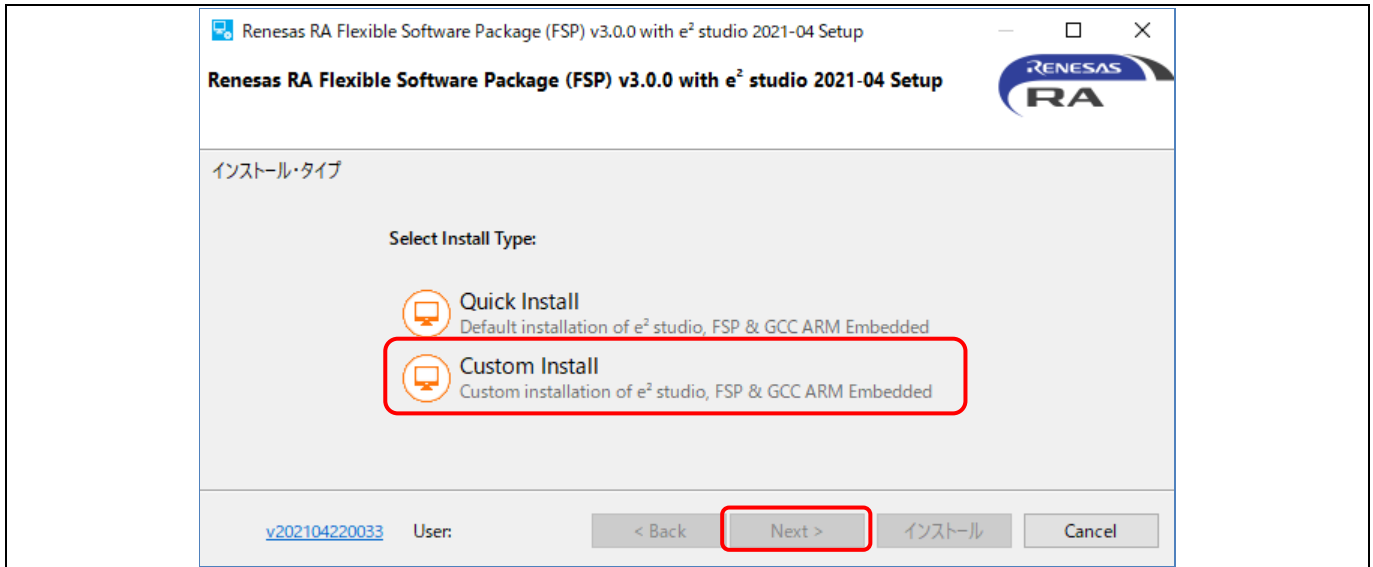 Renesas RA Flexible Software Package (FSP) v3.0.0 with e² studio 2021-04 Setup
Renesas RA Flexible Software Package (FSP) v3.0.0 with e² studio 2021-04 Setup
RENESAS
RA
インストール・タイプ
Select Install Type:
Quick Install
Default installation of e² studio, FSP & GCC ARM Embedded
Custom Install
Custom installation of e² studio, FSP & GCC ARM Embedded
v202104220033 User: < Back Next > インストール Cancel